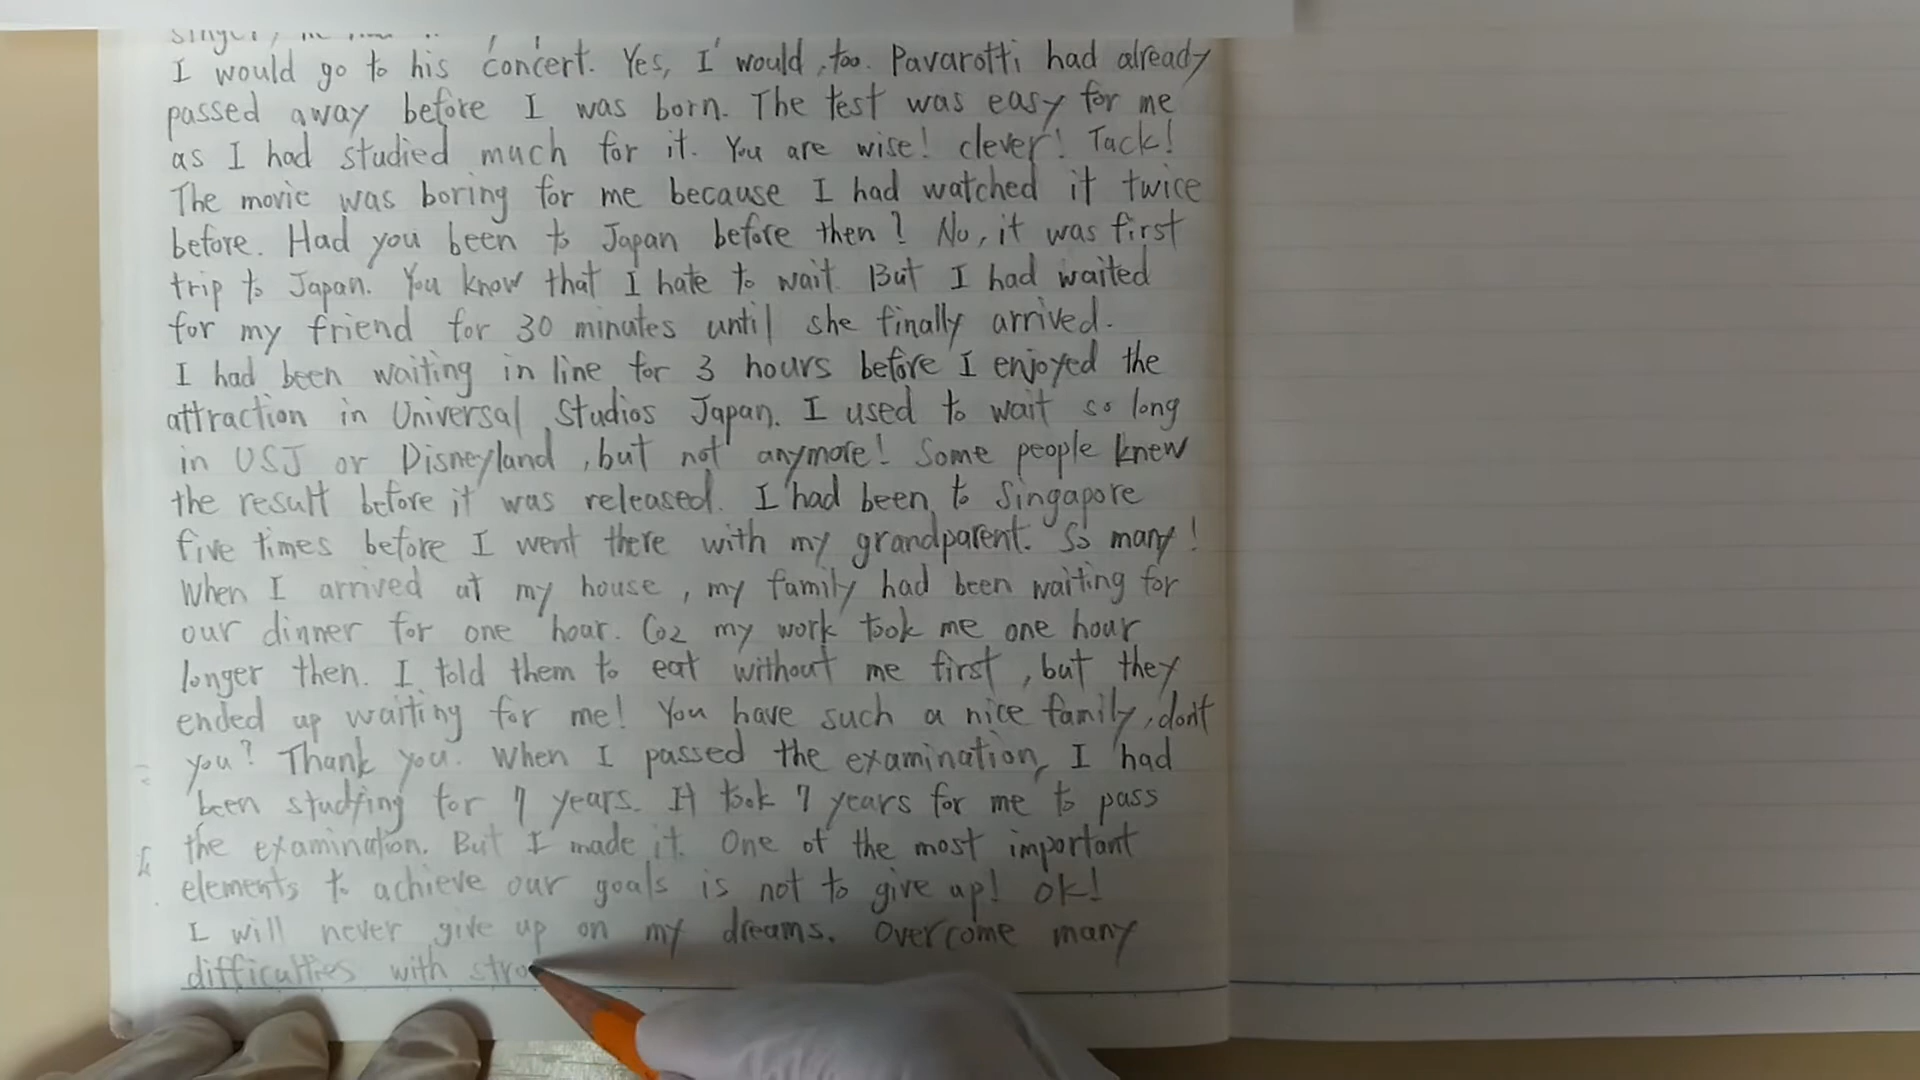 I would go to his concert. Yes, I would, too. Pavarotti had already
passed away before I was born. The test was easy for me
as I had studied much for it. You are wise! clever! Tack!
The movie was boring for me because I had watched it twice
before. Had you been to Japan before then? No, it was first
trip to Japan. You know that I hate to wait. But I had waited
for my friend for 30 minutes until she finally arrived.
I had been waiting in line for 3 hours before I enjoyed the
attraction in Universal Studios Japan. I used to wait so long
in USJ or Disneyland, but not anymore! Some people knew
the result before it was released. I had been to Singapore
five times before I went there with my grandparent. So many!
When I arrived at my house, my family had been waiting for
our dinner for one hour. Coz my work took me one hour
longer then. I told them to eat without me first, but they
ended up waiting for me! You have such a nice family, don't
you? Thank you. When I passed the examination, I had
been studying for 7 years. It took 7 years for me to pass
the examination. But I made it. One of the most important
elements to achieve our goals is not to give up! OK!
I will never give up on my dreams. Overcome many
difficulties with stro